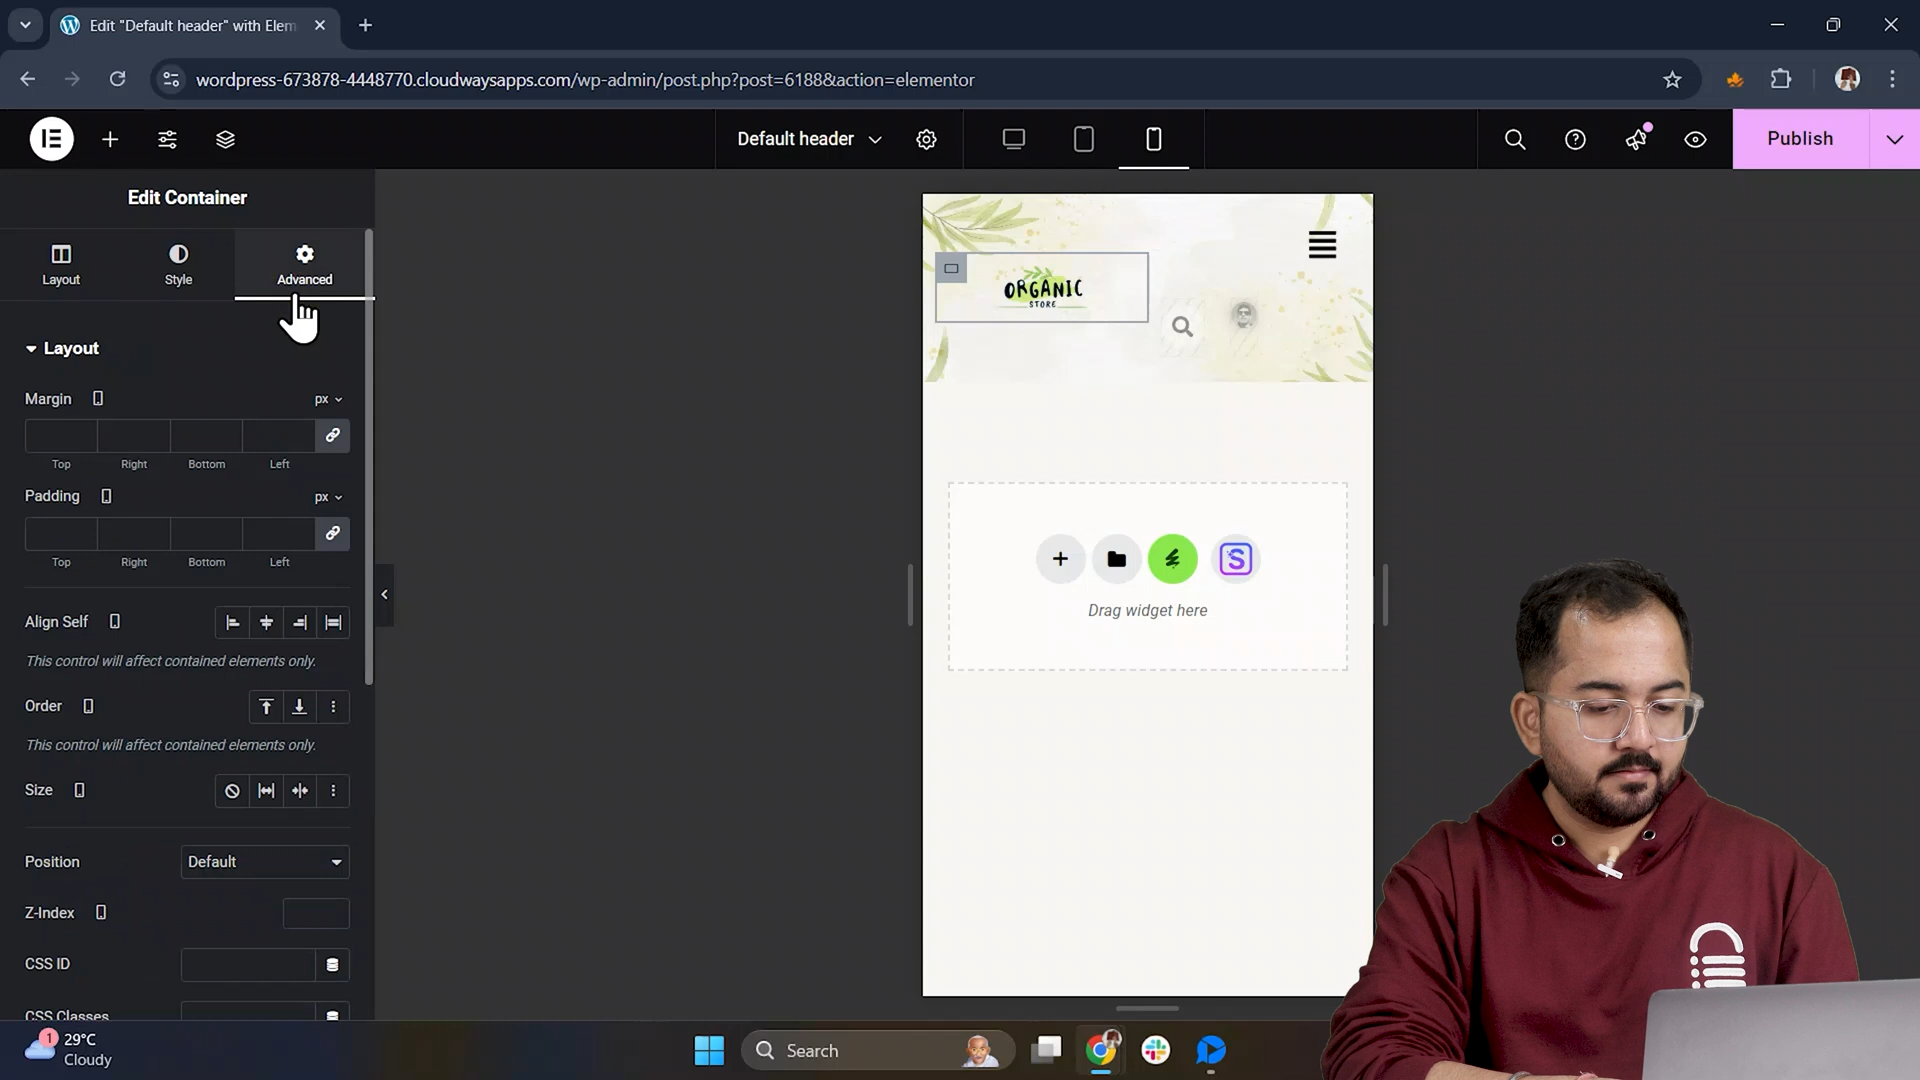 Edit "Default header" with Elem
wordpress-673878-4448770.cloudwaysapps.com/wp-admin/post.php?post=6188&action=elementor
Default header
Publish
Edit Container
Layout
Style
Advanced
Layout
Margin
px
Top
Right
Bottom
Left
Padding
px
Top
Right
Bottom
Left
Align Self
This control will affect contained elements only.
Order
This control will affect contained elements only.
Size
Position
Default
Z-Index
CSS ID
CSS Classes
ORGANIC
STORE
Drag widget here
1
29°C
Cloudy
Search